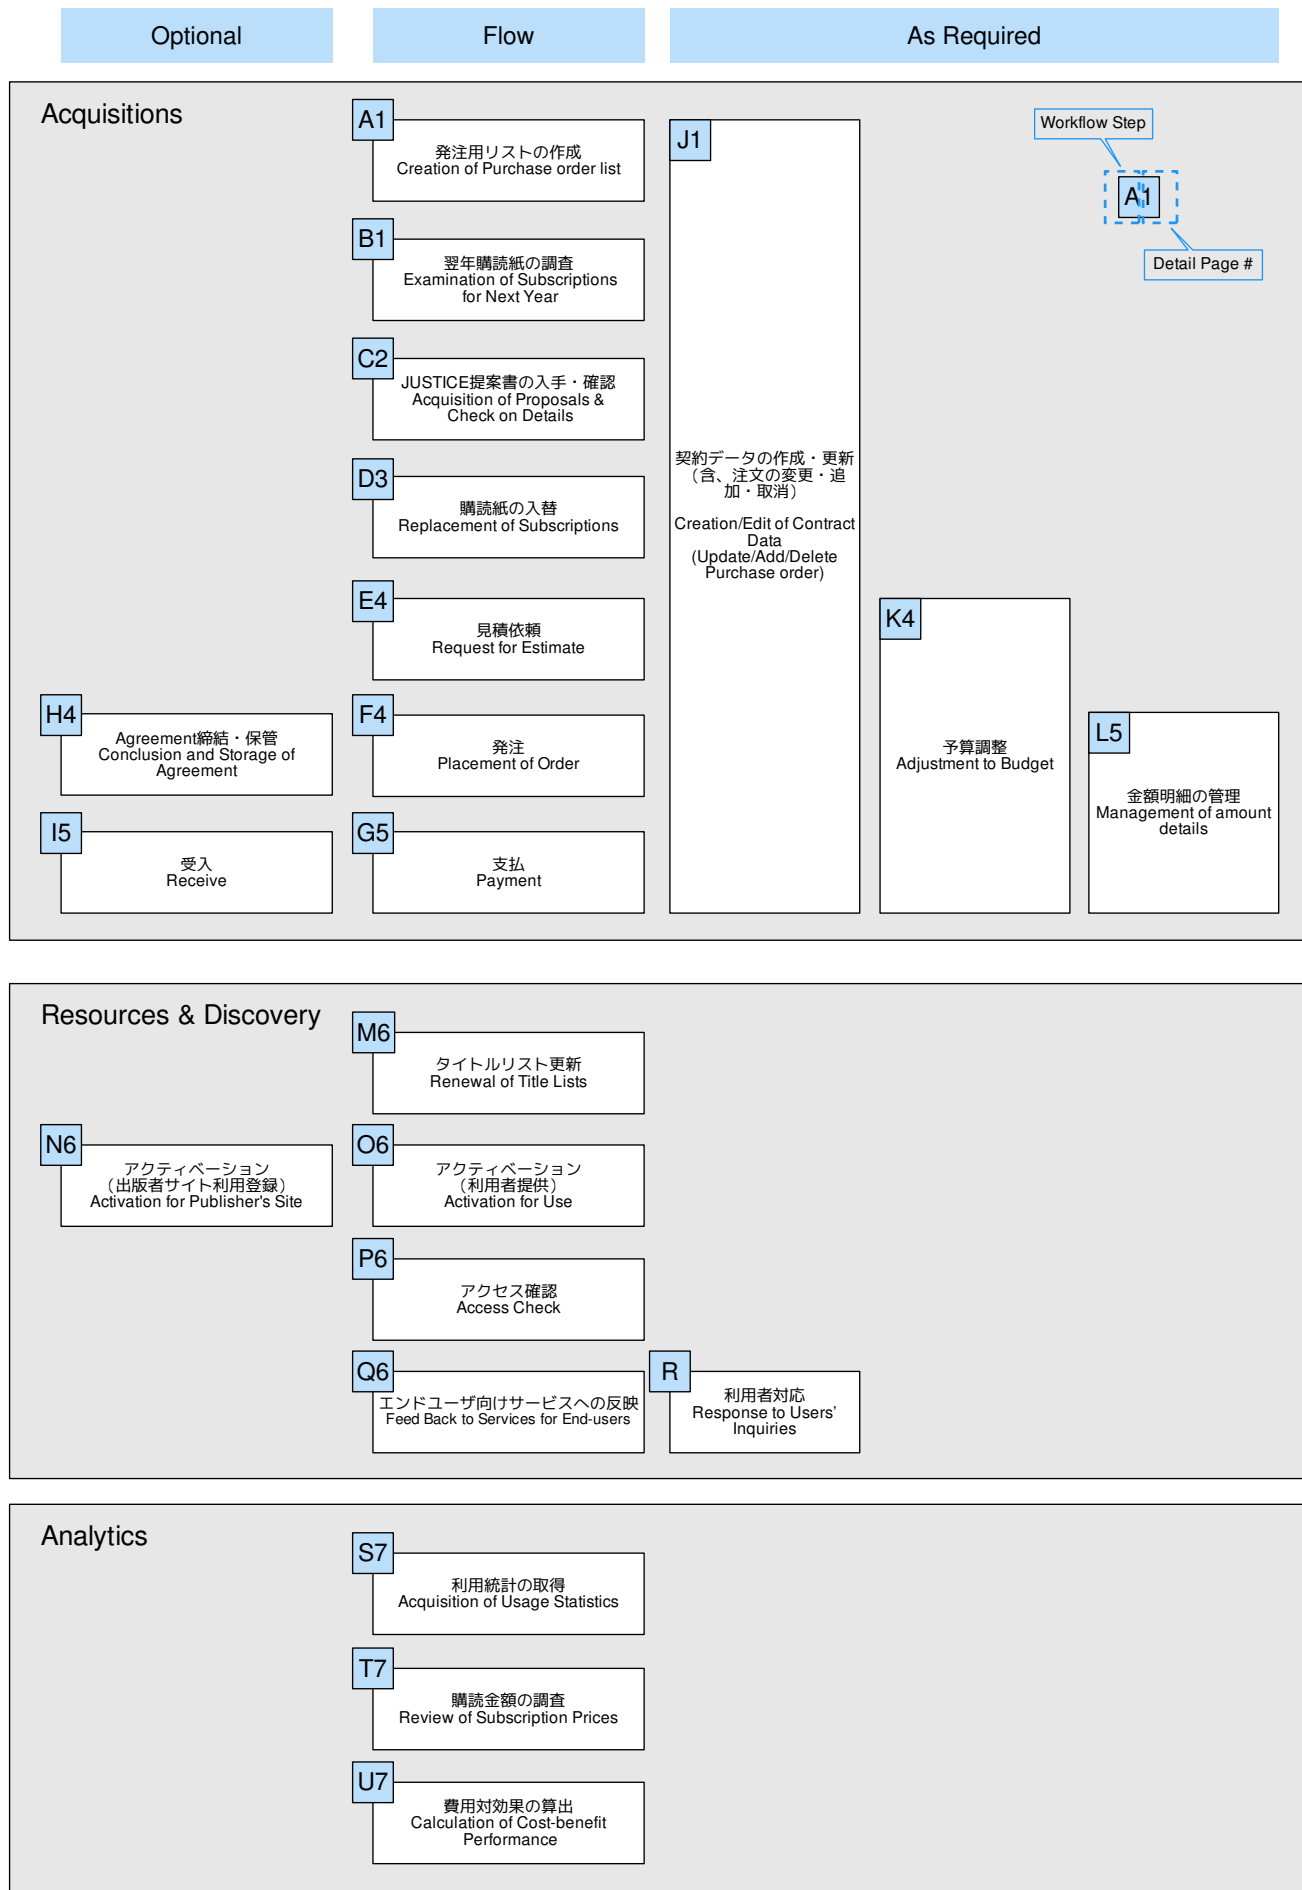 Optional
Flow
As Required
Acquisitions
A1
発注用リストの作成
Creation of Purchase order list
B1
翌年購読紙の調査
Examination of Subscriptions
for Next Year
C2
JUSTICE提案書の入手・確認
Acquisition of Proposals &
Check on Details
D3
購読紙の入替
Replacement of Subscriptions
E4
見積依頼
Request for Estimate
H4
Agreement締結・保管
Conclusion and Storage of
Agreement
F4
発注
Placement of Order
I5
受入
Receive
G5
支払
Payment
J1
契約データの作成・更新
（含、注文の変更・追
加・取消）
Creation/Edit of Contract
Data
(Update/Add/Delete
Purchase order)
K4
予算調整
Adjustment to Budget
L5
金額明細の管理
Management of amount
details
Workflow Step
A1
Detail Page #
Resources & Discovery
M6
タイトルリスト更新
Renewal of Title Lists
N6
アクティベーション
（出版者サイト利用登録）
Activation for Publisher's Site
O6
アクティベーション
（利用者提供）
Activation for Use
P6
アクセス確認
Access Check
Q6
エンドユーザ向けサービスへの反映
Feed Back to Services for End-users
R
利用者対応
Response to Users’
Inquiries
Analytics
S7
利用統計の取得
Acquisition of Usage Statistics
T7
購読金額の調査
Review of Subscription Prices
U7
費用対効果の算出
Calculation of Cost-benefit
Performance